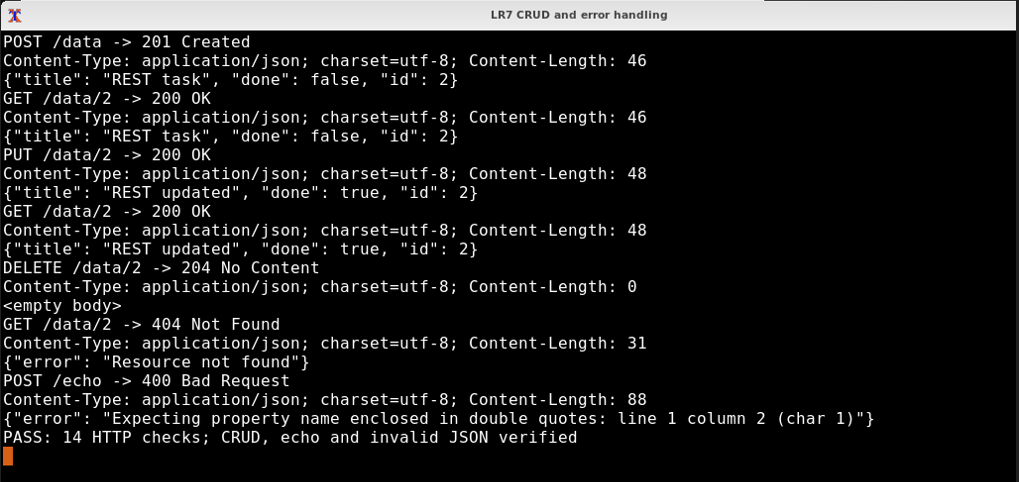 LR7 CRUD and error handling
POST /data -> 201 Created
Content-Type: application/json; charset=utf-8; Content-Length: 46
{"title": "REST task", "done": false, "id": 2}
GET /data/2 -> 200 OK
Content-Type: application/json; charset=utf-8; Content-Length: 46
{"title": "REST task", "done": false, "id": 2}
PUT /data/2 -> 200 OK
Content-Type: application/json; charset=utf-8; Content-Length: 48
{"title": "REST updated", "done": true, "id": 2}
GET /data/2 -> 200 OK
Content-Type: application/json; charset=utf-8; Content-Length: 48
{"title": "REST updated", "done": true, "id": 2}
DELETE /data/2 -> 204 No Content
Content-Type: application/json; charset=utf-8; Content-Length: 0
<empty body>
GET /data/2 -> 404 Not Found
Content-Type: application/json; charset=utf-8; Content-Length: 31
{"error": "Resource not found"}
POST /echo -> 400 Bad Request
Content-Type: application/json; charset=utf-8; Content-Length: 88
{"error": "Expecting property name enclosed in double quotes: line 1 column 2 (char 1)"}
PASS: 14 HTTP checks; CRUD, echo and invalid JSON verified